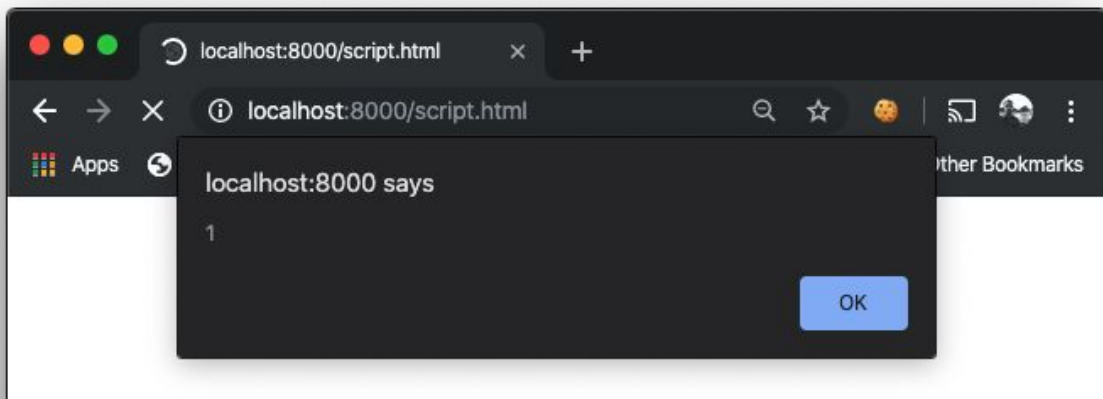 localhost:8000/script.html
localhost:8000/script.html
Apps
ther Bookmarks
localhost:8000 says
1
OK